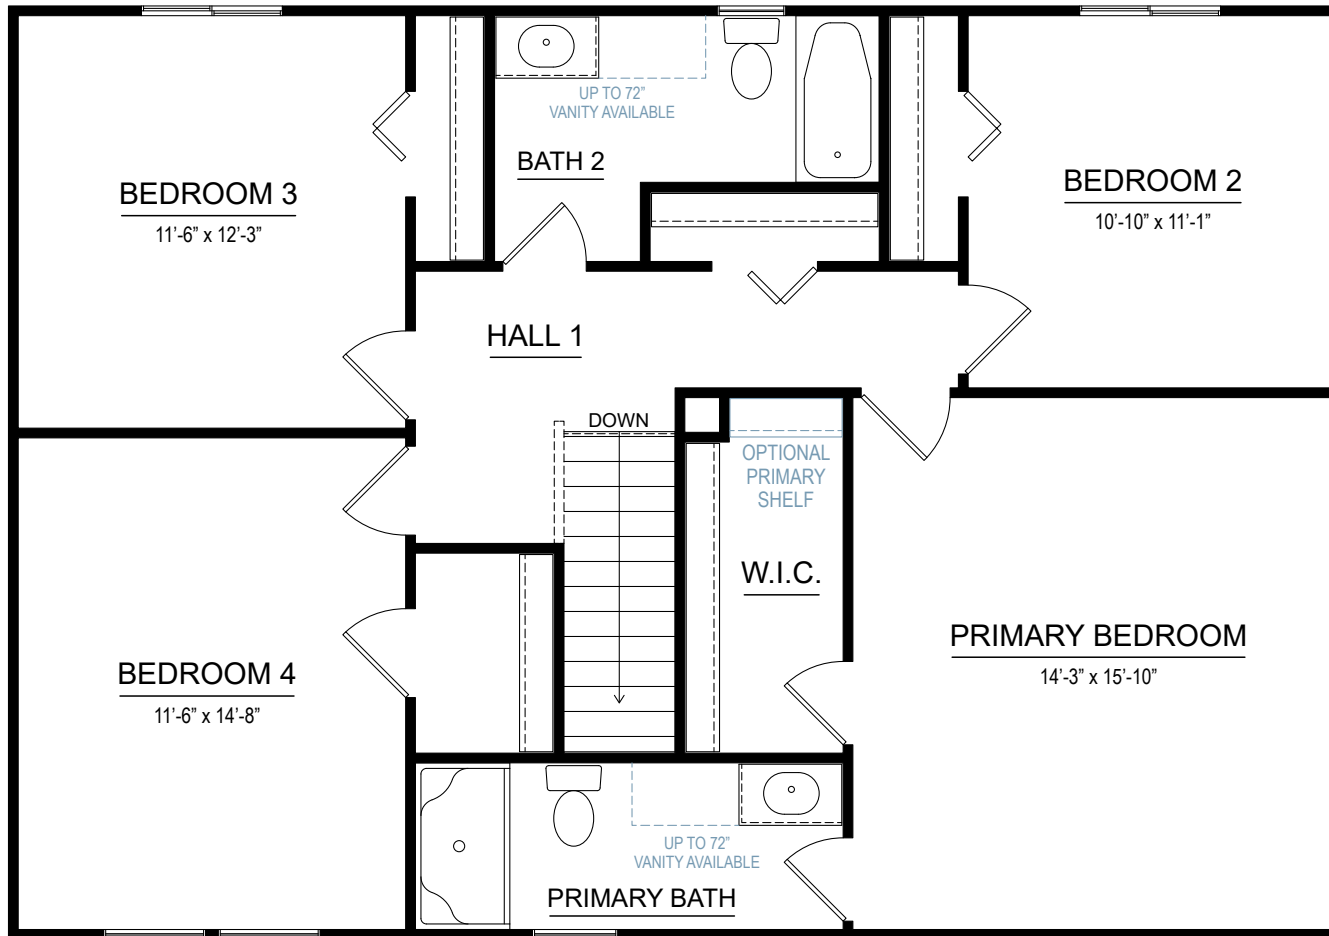 UP TO 72”
VANITY AVAILABLE
BATH 2
BEDROOM 3
11’-6” x 12’-3”
BEDROOM 2
10’-10” x 11’-1”
HALL 1
DOWN
OPTIONAL
PRIMARY
SHELF
W.I.C.
PRIMARY BEDROOM
14’-3” x 15’-10”
BEDROOM 4
11’-6” x 14’-8”
UP TO 72”
VANITY AVAILABLE
PRIMARY BATH